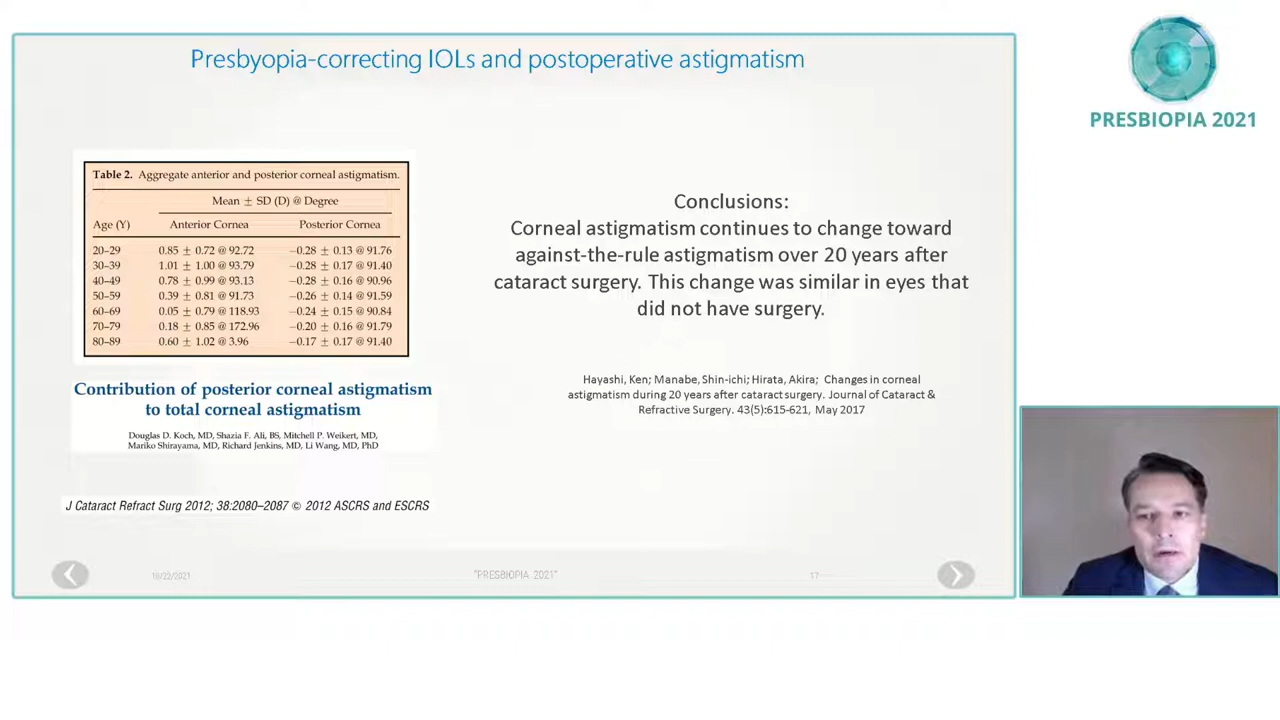 Presbyopia-correcting IOLs and postoperative astigmatism
PRESBIOPIA 2021
Table 2. Aggregate anterior and posterior corneal astigmatism.
Mean ± SD (D) @ Degree
Age (Y) Anterior Cornea Posterior Cornea
20–29 0.85 ± 0.72 @ 92.72 −0.28 ± 0.13 @ 91.76
30–39 1.01 ± 1.00 @ 93.79 −0.28 ± 0.17 @ 91.40
40–49 0.78 ± 0.99 @ 93.13 −0.28 ± 0.16 @ 90.96
50–59 0.39 ± 0.81 @ 91.73 −0.26 ± 0.14 @ 91.59
60–69 0.05 ± 0.79 @ 118.93 −0.24 ± 0.15 @ 90.84
70–79 0.18 ± 0.85 @ 172.96 −0.20 ± 0.16 @ 91.79
80–89 0.60 ± 1.02 @ 3.96 −0.17 ± 0.17 @ 91.40
Contribution of posterior corneal astigmatism
to total corneal astigmatism
Douglas D. Koch, MD, Shazia F. Ali, BS, Mitchell P. Weikert, MD,
Mariko Shirayama, MD, Richard Jenkins, MD, Li Wang, MD, PhD
J Cataract Refract Surg 2012; 38:2080–2087 © 2012 ASCRS and ESCRS
Conclusions:
Corneal astigmatism continues to change toward
against-the-rule astigmatism over 20 years after
cataract surgery. This change was similar in eyes that
did not have surgery.
Hayashi, Ken; Manabe, Shin-ichi; Hirata, Akira; Changes in corneal
astigmatism during 20 years after cataract surgery. Journal of Cataract &
Refractive Surgery. 43(5):615-621, May 2017
10/22/2021
"PRESBIOPIA 2021"
17